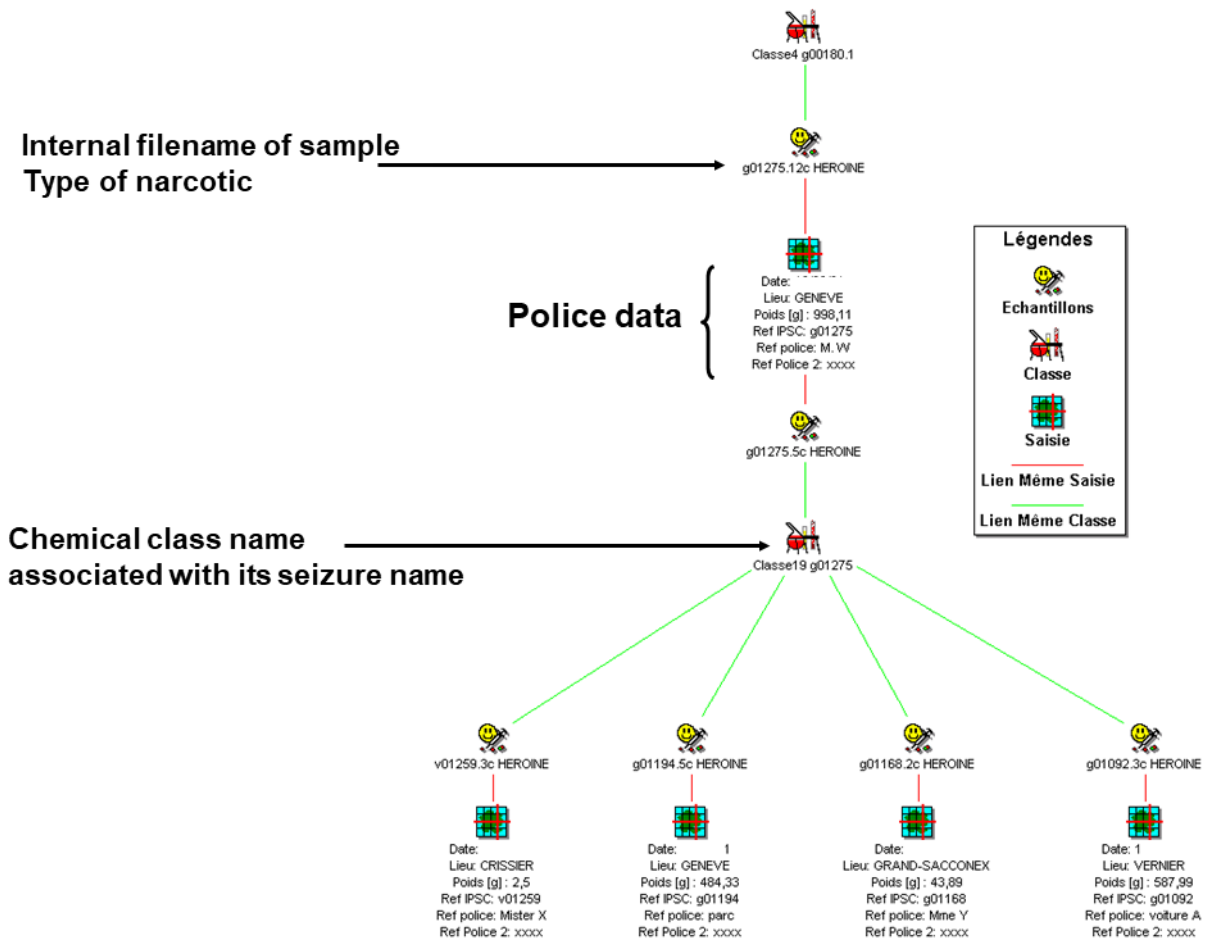 Classe4 g00180.1
Internal filename of sample
Type of narcotic
g01275.12c HEROINE
Police data
Date:
Lieu: GENEVE
Poids [g] : 998,11
Ref IPSC: g01275
Ref police: M. W
Ref Police 2: xxxx
g01275.5c HEROINE
Légendes
Echantillons
Classe
Saisie
Lien Même Saisie
Lien Même Classe
Chemical class name
associated with its seizure name
Classe19 g01275
v01259.3c HEROINE
Date:
Lieu: CRISSIER
Poids [g] : 2,5
Ref IPSC: v01259
Ref police: Mister X
Ref Police 2: xxxx
g01194.5c HEROINE
Date: 1
Lieu: GENEVE
Poids [g] : 484,33
Ref IPSC: g01194
Ref police: parc
Ref Police 2: xxxx
g01168.2c HEROINE
Date:
Lieu: GRAND-SACCONEX
Poids [g] : 43,89
Ref IPSC: g01168
Ref police: Mme Y
Ref Police 2: xxxx
g01092.3c HEROINE
Date: 1
Lieu: VERNIER
Poids [g] : 587,99
Ref IPSC: g01092
Ref police: voiture A
Ref Police 2: xxxx